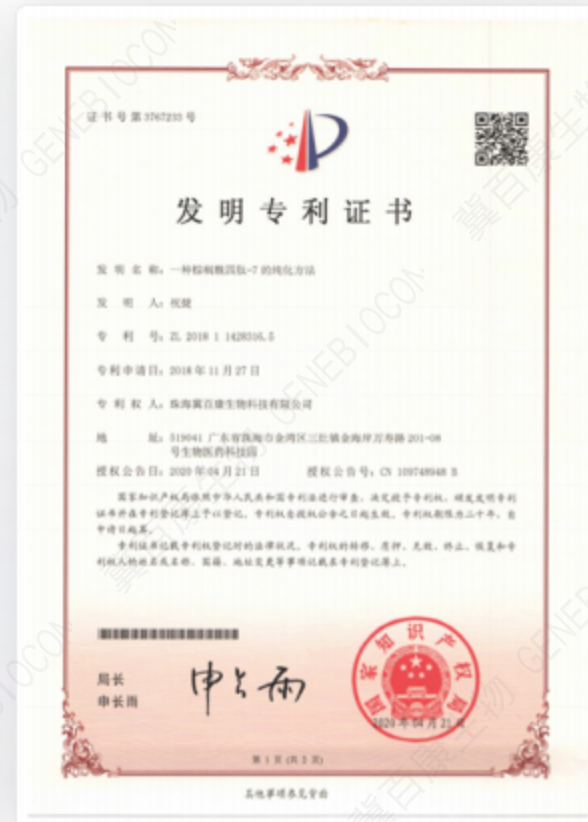 证书号第3767233号
发明专利证书
发 明 名 称：一种棕榈酰四肽-7的纯化方法
发 明 人：祝健
专 利 号：ZL 2018 1 1428316.5
专利申请日：2018年11月27日
专 利 权 人：珠海冀百康生物科技有限公司
地 址：519041 广东省珠海市金湾区三灶镇金海岸万寿路201-08
号生物医药科技园
授权公告日：2020年04月21日 授权公告号：CN 109748948 B
国家知识产权局依照中华人民共和国专利法进行审查，决定授予专利权，颁发发明专利
证书并在专利登记簿上予以登记。专利权自授权公告之日起生效。专利权期限为二十年，自
申请日起算。
专利证书记载专利权登记时的法律状况。专利权的转移、质押、无效、终止、恢复和专
利权人的姓名或名称、国籍、地址变更等事项记载在专利登记簿上。
局长
申长雨
申长雨
国家知识产权局
2020年04月21日
第 1 页 (共 2 页)
其他事项参见背面
冀百康生物 GENEBIOCON